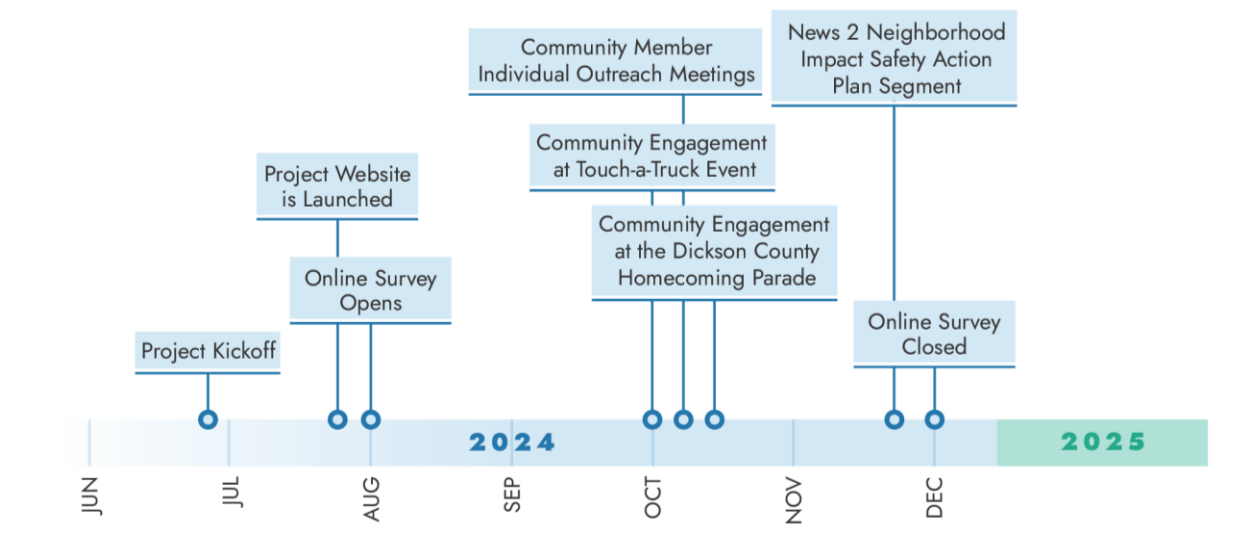 Community Member
Individual Outreach Meetings
News 2 Neighborhood
Impact Safety Action
Plan Segment
Community Engagement
at Touch-a-Truck Event
Project Website
is Launched
Community Engagement
at the Dickson County
Homecoming Parade
Online Survey
Opens
Online Survey
Closed
Project Kickoff
2024
2025
JUN
JUL
AUG
SEP
OCT
NOV
DEC